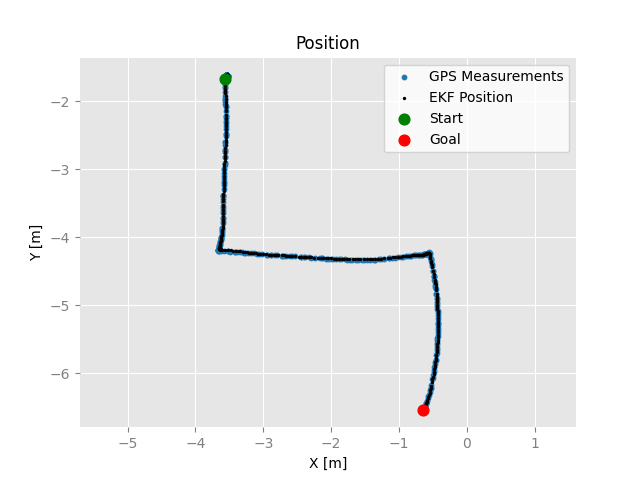 Position
GPS Measurements
EKF Position
Start
Goal
−2
−3
−4
−5
−6
Y [m]
−5
−4
−3
−2
−1
0
1
X [m]